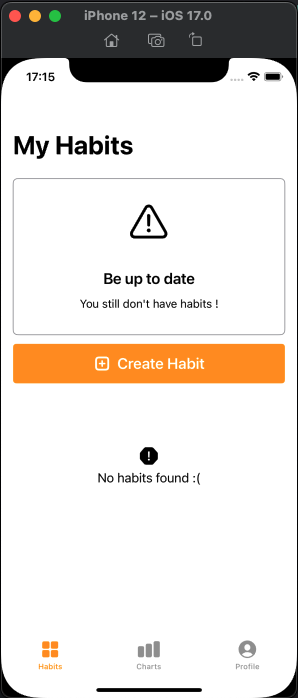 iPhone 12 – iOS 17.0
17:15
My Habits
Be up to date
You still don't have habits !
Create Habit
No habits found :(
Habits
Charts
Profile